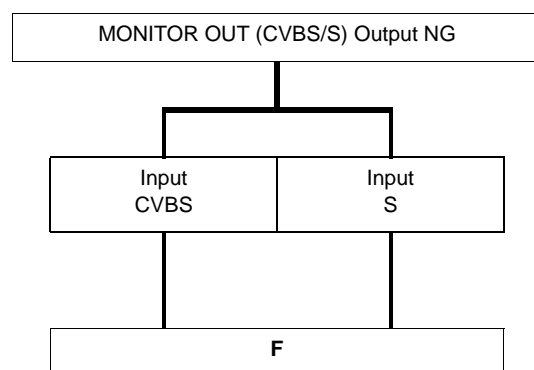 MONITOR OUT (CVBS/S) Output NG
Input
CVBS
Input
S
F